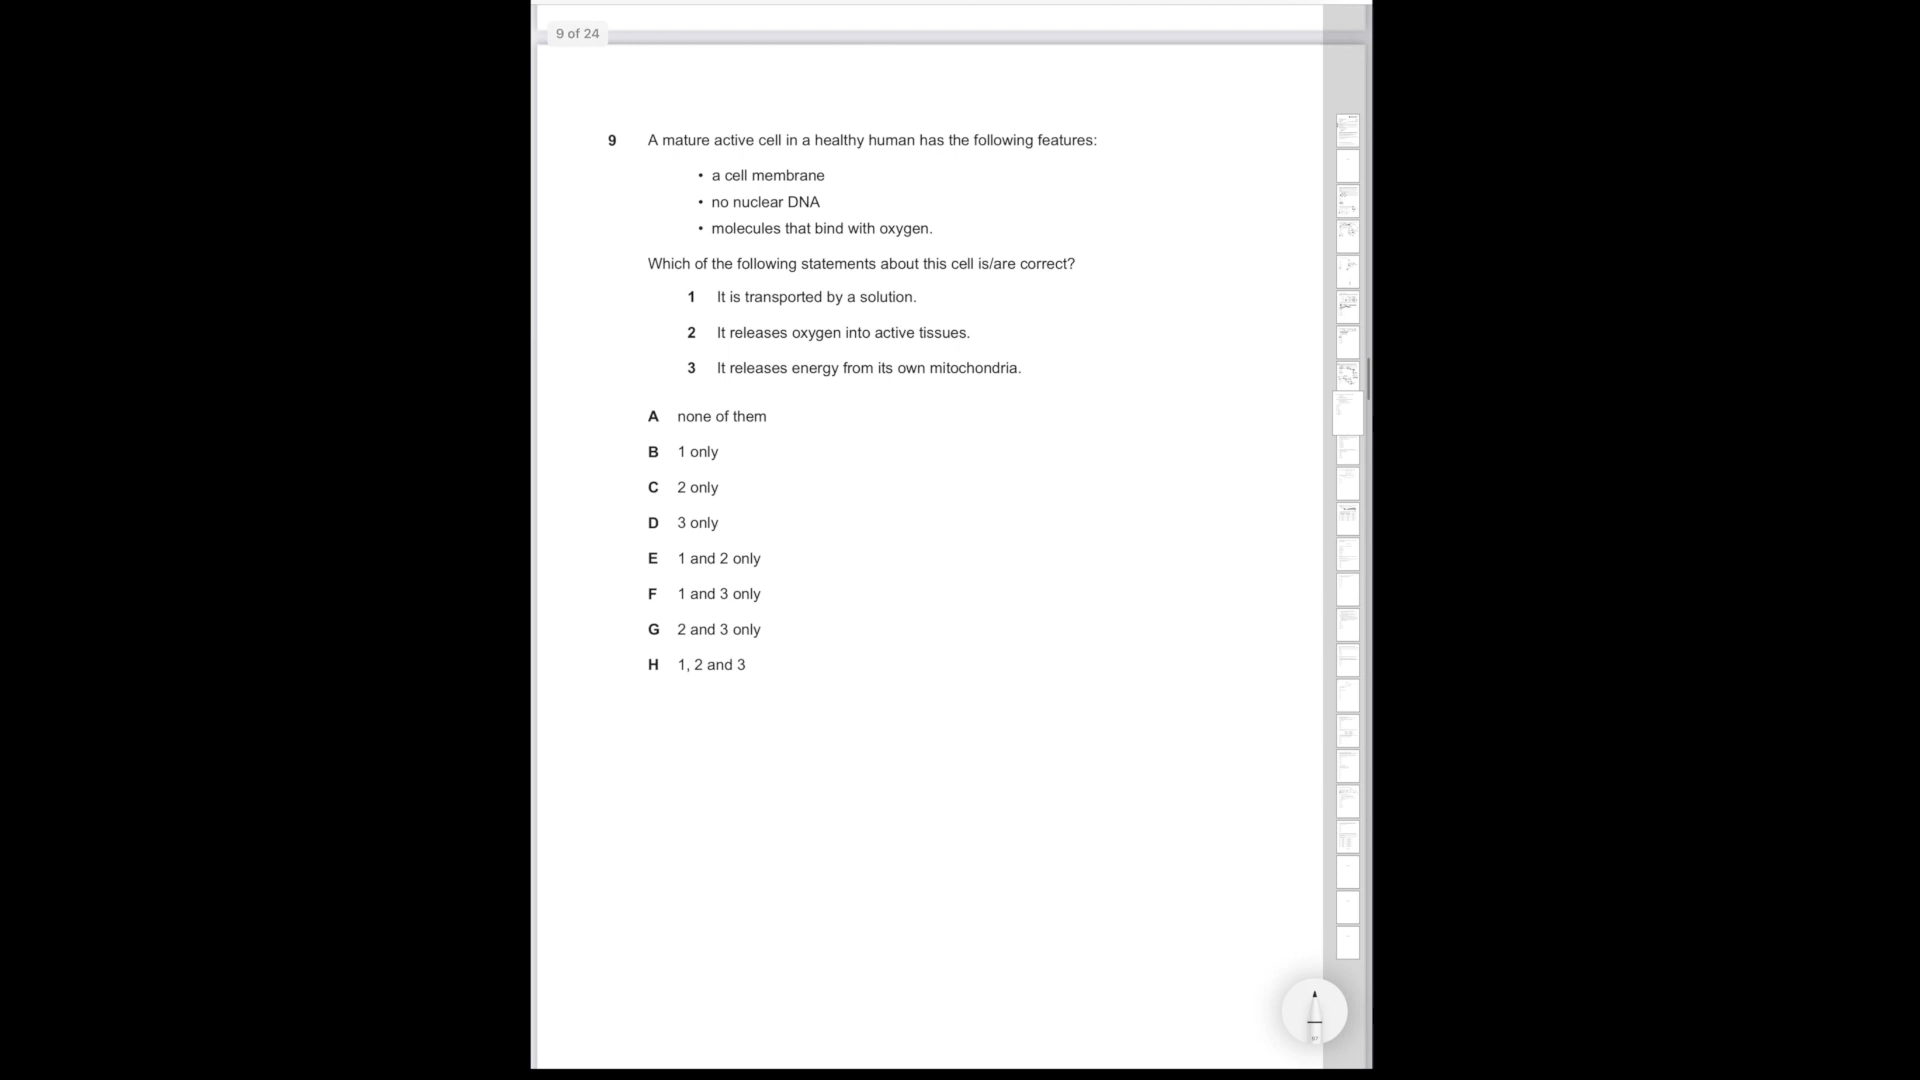 9 of 24
9 A mature active cell in a healthy human has the following features:
• a cell membrane
• no nuclear DNA
• molecules that bind with oxygen.
Which of the following statements about this cell is/are correct?
1 It is transported by a solution.
2 It releases oxygen into active tissues.
3 It releases energy from its own mitochondria.
A none of them
B 1 only
C 2 only
D 3 only
E 1 and 2 only
F 1 and 3 only
G 2 and 3 only
H 1, 2 and 3